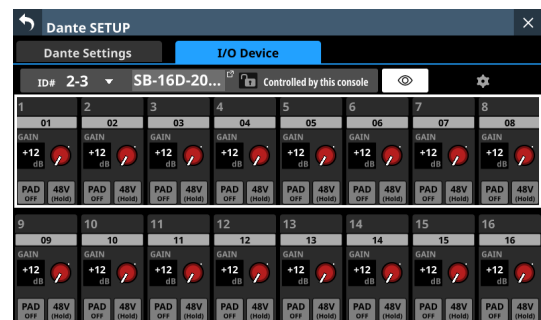 Dante SETUP
Dante Settings I/O Device
ID# 2-3 SB-16D-20... Controlled by this console
1 2 3 4 5 6 7 8
01 02 03 04 05 06 07 08
GAIN GAIN GAIN GAIN GAIN GAIN GAIN GAIN
+12 +12 +12 +12 +12 +12 +12 +12
dB dB dB dB dB dB dB dB
PAD 48V PAD 48V PAD 48V PAD 48V PAD 48V PAD 48V PAD 48V PAD 48V
OFF (Hold) OFF (Hold) OFF (Hold) OFF (Hold) OFF (Hold) OFF (Hold) OFF (Hold) OFF (Hold)
9 10 11 12 13 14 15 16
09 10 11 12 13 14 15 16
GAIN GAIN GAIN GAIN GAIN GAIN GAIN GAIN
+12 +12 +12 +12 +12 +12 +12 +12
dB dB dB dB dB dB dB dB
PAD 48V PAD 48V PAD 48V PAD 48V PAD 48V PAD 48V PAD 48V PAD 48V
OFF (Hold) OFF (Hold) OFF (Hold) OFF (Hold) OFF (Hold) OFF (Hold) OFF (Hold) OFF (Hold)